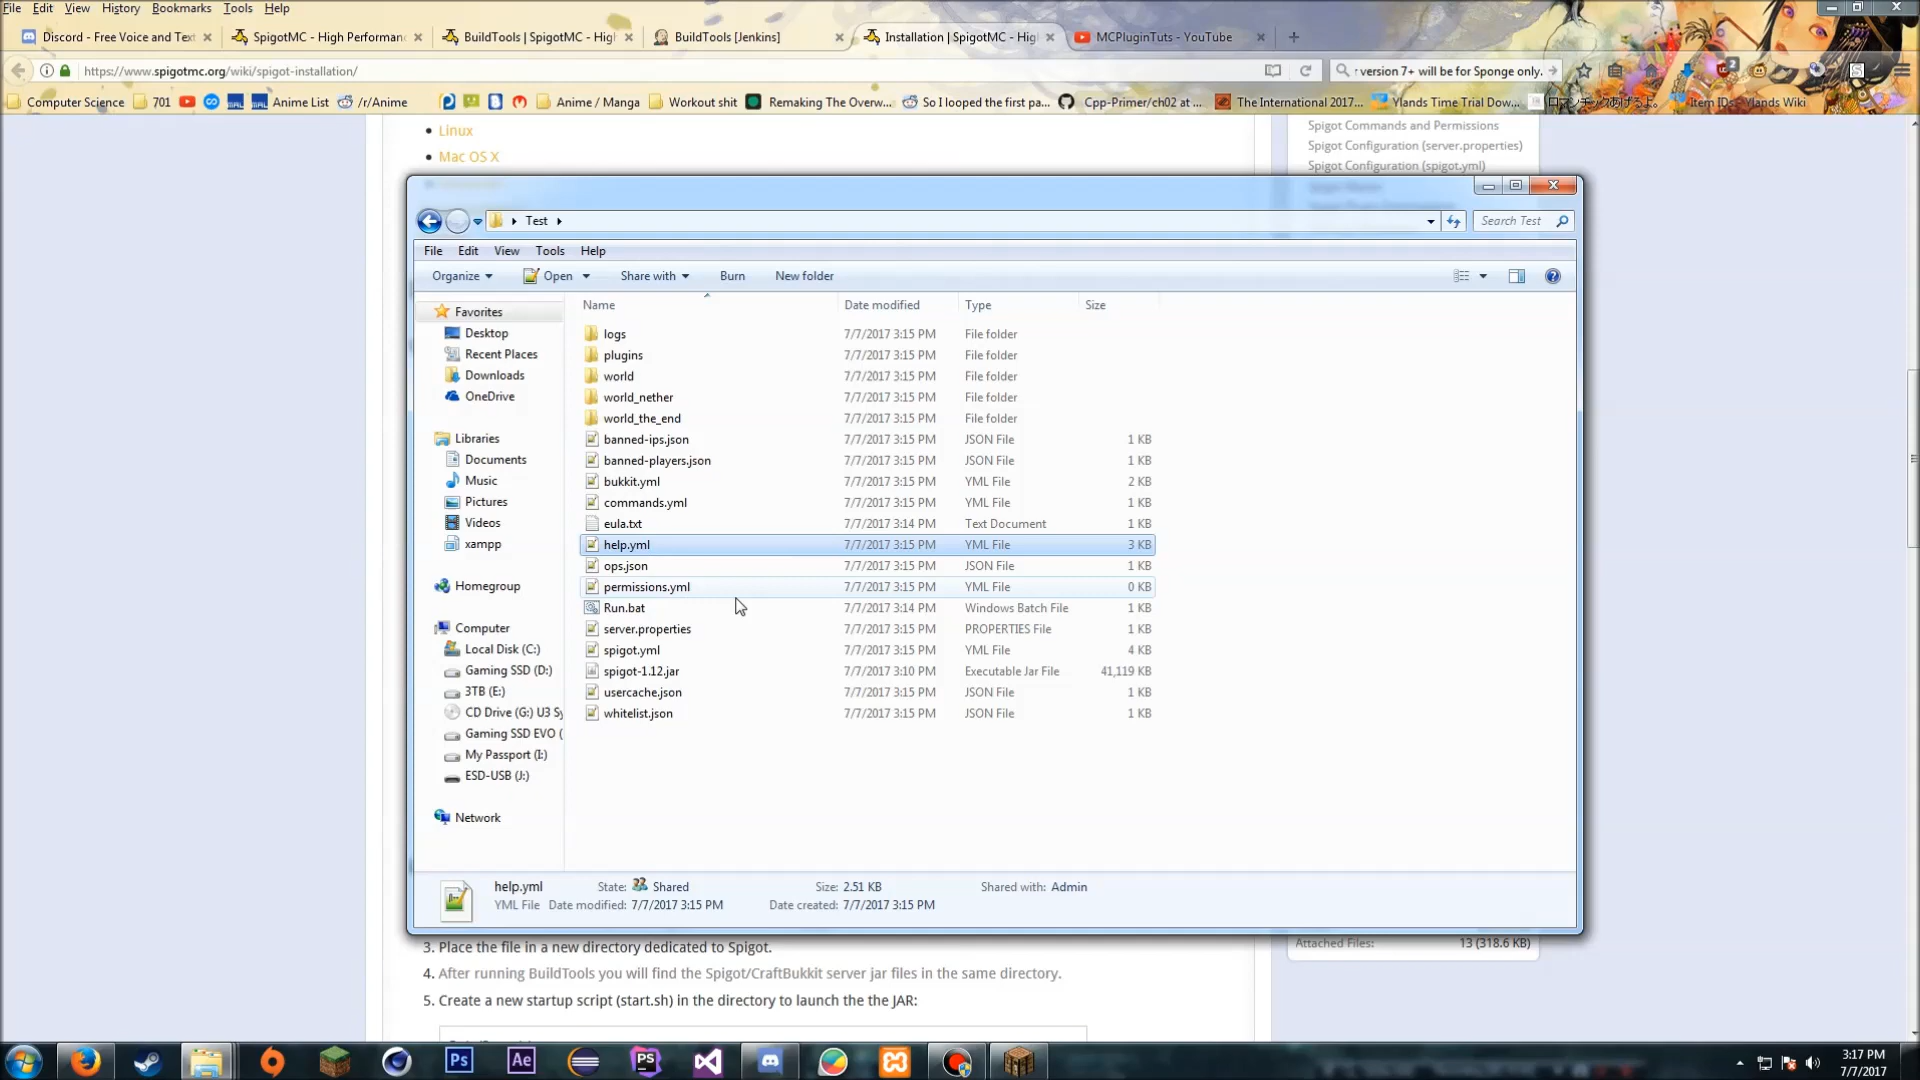 File Edit View History Bookmarks Tools Help
Discord - Free Voice and Text
SpigotMC - High Performanc
BuildTools | SpigotMC - High
BuildTools [Jenkins]
Installation | SpigotMC - High
MCPluginTuts - YouTube
https://www.spigotmc.org/wiki/spigot-installation/
version 7+ will be for Sponge only.
Computer Science
701
Anime List
/r/Anime
Anime / Manga
Workout shit
Remaking The Overw...
So I looped the first pa...
Cpp-Primer/ch02 at ...
The International 2017...
Ylands Time Trial Dow...
Item IDs - Ylands Wiki
• Linux
• Mac OS X
Spigot Commands and Permissions
Spigot Configuration (server.properties)
Spigot Configuration (spigot.yml)
Test
Search Test
File Edit View Tools Help
Organize Open Share with Burn New folder
Name Date modified Type Size
Favorites
Desktop
Recent Places
Downloads
OneDrive
Libraries
Documents
Music
Pictures
Videos
xampp
Homegroup
Computer
Local Disk (C:)
Gaming SSD (D:)
3TB (E:)
CD Drive (G:) U3 Sy
Gaming SSD EVO (
My Passport (I:)
ESD-USB (J:)
Network
logs 7/7/2017 3:15 PM File folder
plugins 7/7/2017 3:15 PM File folder
world 7/7/2017 3:15 PM File folder
world_nether 7/7/2017 3:15 PM File folder
world_the_end 7/7/2017 3:15 PM File folder
banned-ips.json 7/7/2017 3:15 PM JSON File 1 KB
banned-players.json 7/7/2017 3:15 PM JSON File 1 KB
bukkit.yml 7/7/2017 3:15 PM YML File 2 KB
commands.yml 7/7/2017 3:15 PM YML File 1 KB
eula.txt 7/7/2017 3:14 PM Text Document 1 KB
help.yml 7/7/2017 3:15 PM YML File 3 KB
ops.json 7/7/2017 3:15 PM JSON File 1 KB
permissions.yml 7/7/2017 3:15 PM YML File 0 KB
Run.bat 7/7/2017 3:14 PM Windows Batch File 1 KB
server.properties 7/7/2017 3:15 PM PROPERTIES File 1 KB
spigot.yml 7/7/2017 3:15 PM YML File 4 KB
spigot-1.12.jar 7/7/2017 3:10 PM Executable Jar File 41,119 KB
usercache.json 7/7/2017 3:15 PM JSON File 1 KB
whitelist.json 7/7/2017 3:15 PM JSON File 1 KB
help.yml State: Shared Size: 2.51 KB Shared with: Admin
YML File Date modified: 7/7/2017 3:15 PM Date created: 7/7/2017 3:15 PM
3. Place the file in a new directory dedicated to Spigot.
Attached Files: 13 (318.6 KB)
4. After running BuildTools you will find the Spigot/CraftBukkit server jar files in the same directory.
5. Create a new startup script (start.sh) in the directory to launch the the JAR:
Ps
Ae
PS
3:17 PM
7/7/2017